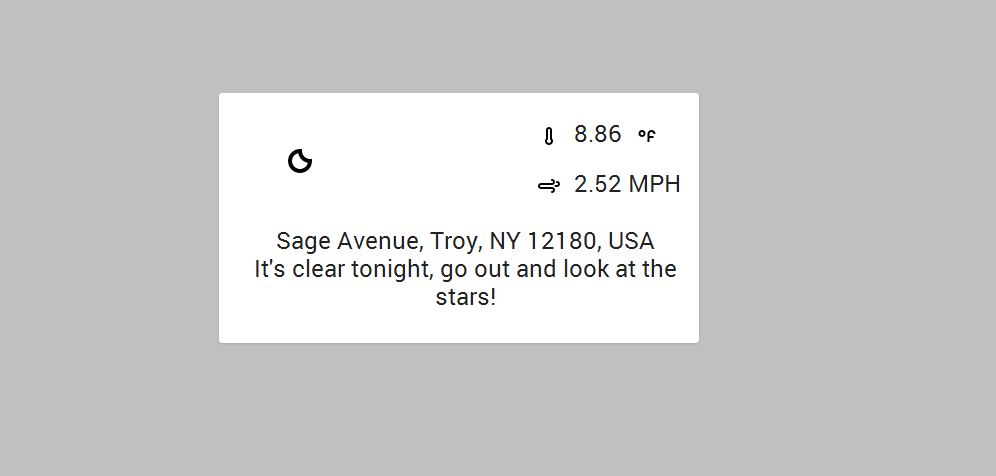 8.86 °F
2.52 MPH
Sage Avenue, Troy, NY 12180, USA
It's clear tonight, go out and look at the
stars!